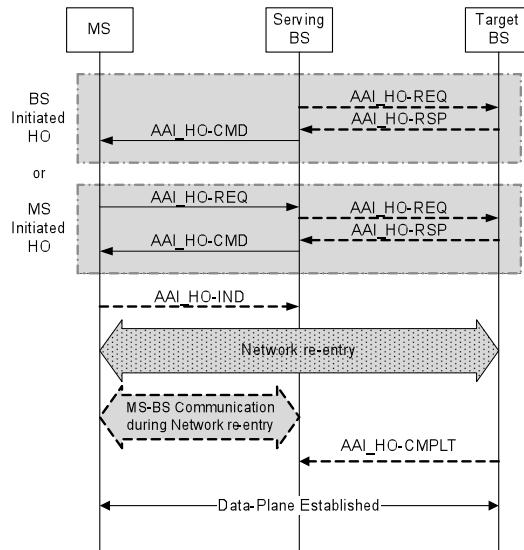 MS
Serving
BS
Target
BS
BS
Initiated
HO
AAI_HO-REQ
AAI_HO-RSP
AAI_HO-CMD
or
MS
Initiated
HO
AAI_HO-REQ
AAI_HO-REQ
AAI_HO-RSP
AAI_HO-CMD
AAI_HO-IND
Network re-entry
MS-BS Communication
during Network re-entry
AAI_HO-CMPLT
Data-Plane Established